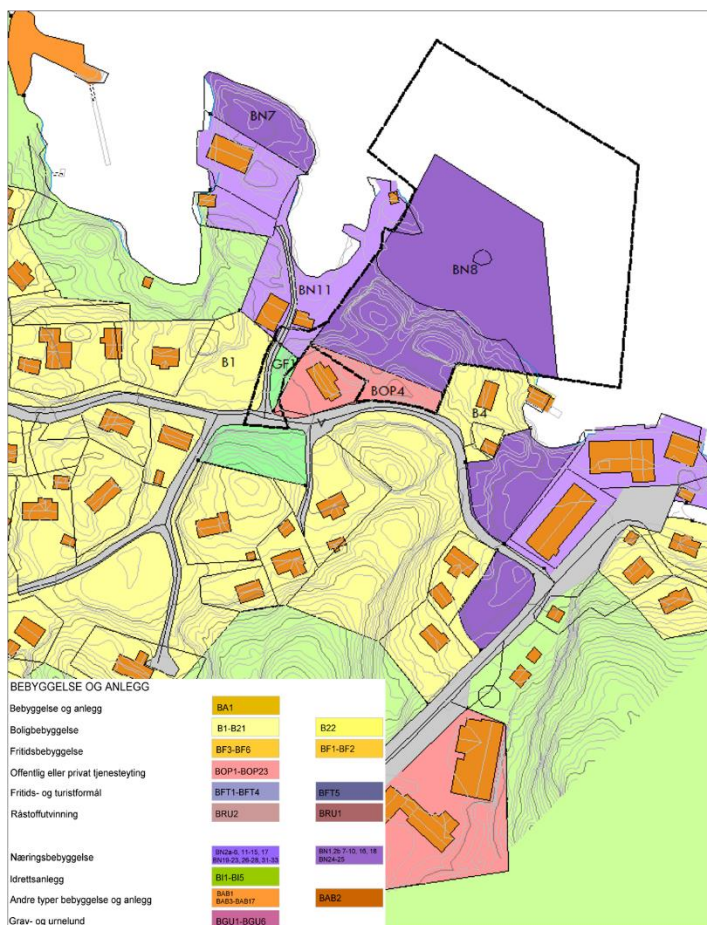 BN7
BN8
BN11
B1
GF1
BOP4
B4
V
BEBYGGELSE OG ANLEGG
Bebyggelse og anlegg BA1
Boligbebyggelse B1-B21 B22
Fritidsbebyggelse BF3-BF6 BF1-BF2
Offentlig eller privat tjenesteyting BOP1-BOP23
Fritids- og turistformål BFT1-BFT4 BFT5
Råstoffutvinning BRU2 BRU1
Næringsbebyggelse
BN24-25
Idrettsanlegg BI1-BI5
BAB1
Andre typer bebyggelse og anlegg BAB3-BAB17 BAB2
Grav- og urnelund BGU1-BGU6